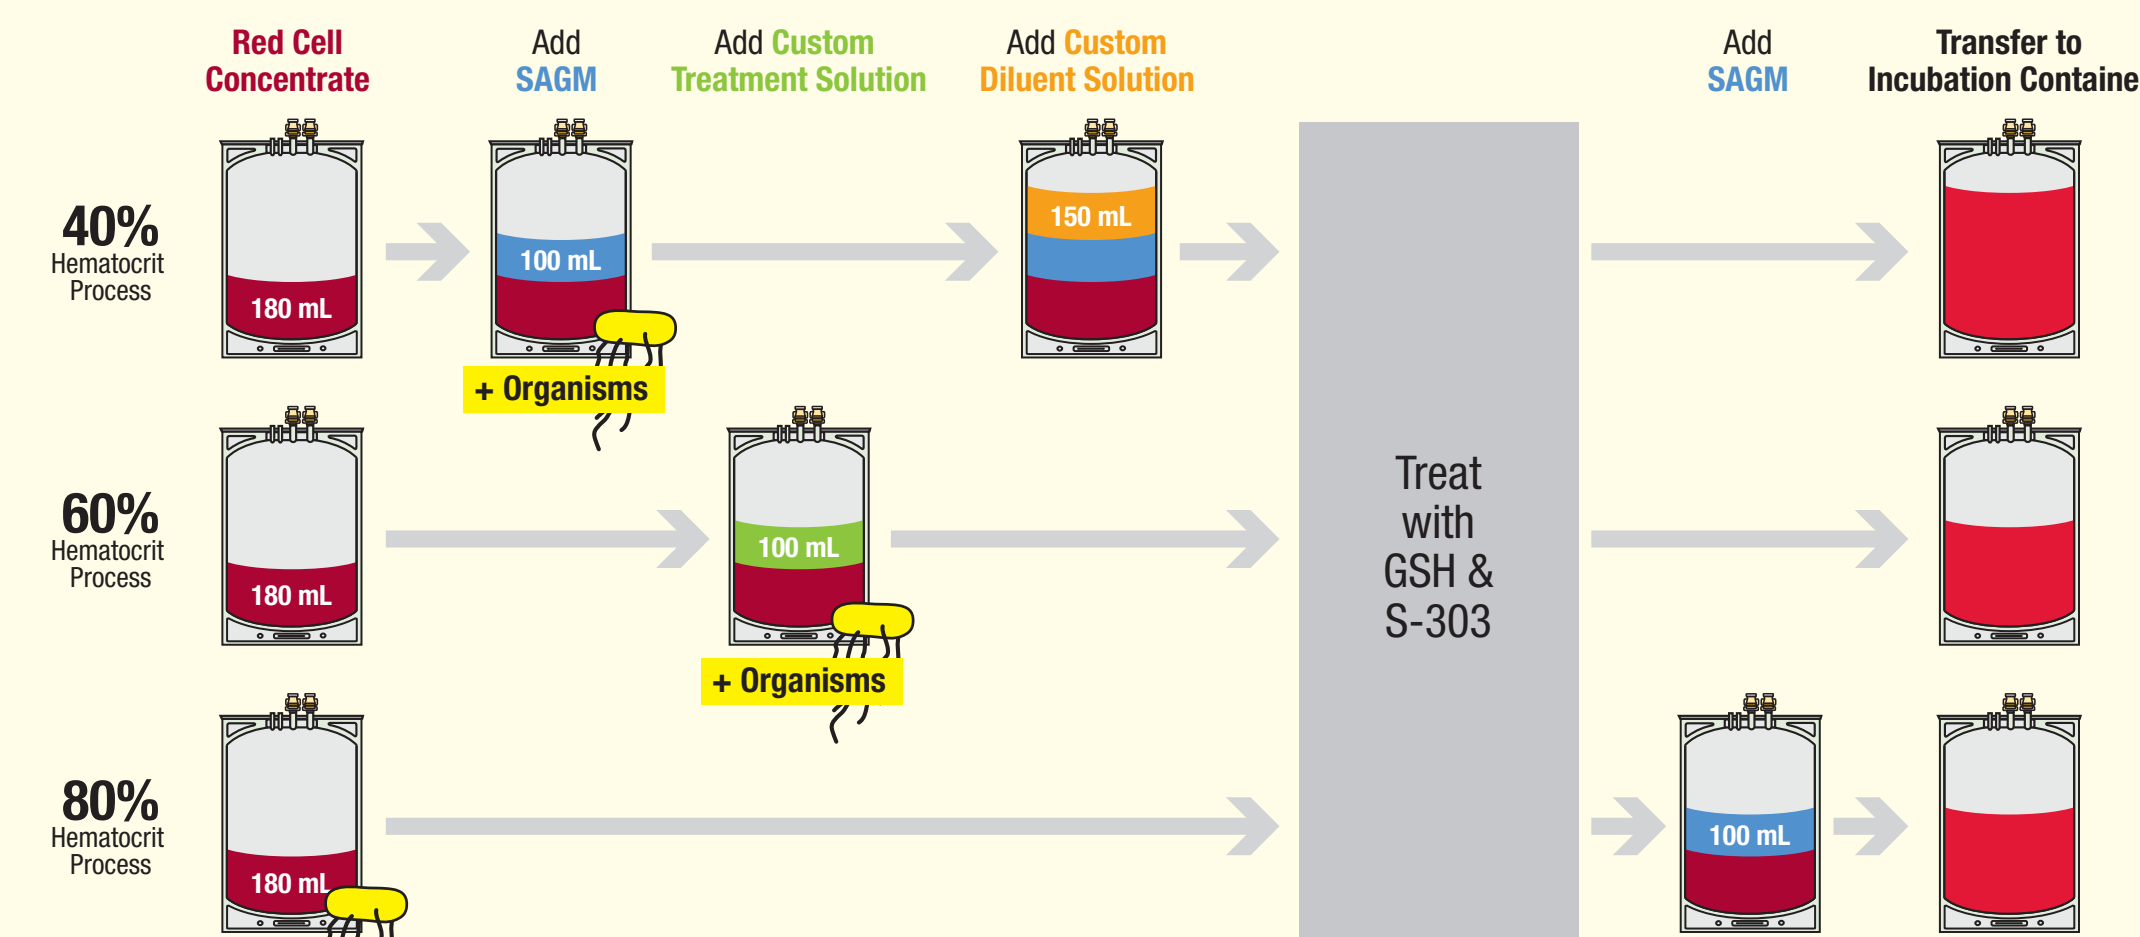 Red Cell
Concentrate
Add
SAGM
Add Custom
Treatment Solution
Add Custom
Diluent Solution
Add
SAGM
Transfer to
Incubation Containe
40%
Hematocrit
Process
180 mL
100 mL
+ Organisms
150 mL
60%
Hematocrit
Process
180 mL
100 mL
+ Organisms
Treat
with
GSH &
S-303
80%
Hematocrit
Process
180 mL
100 mL